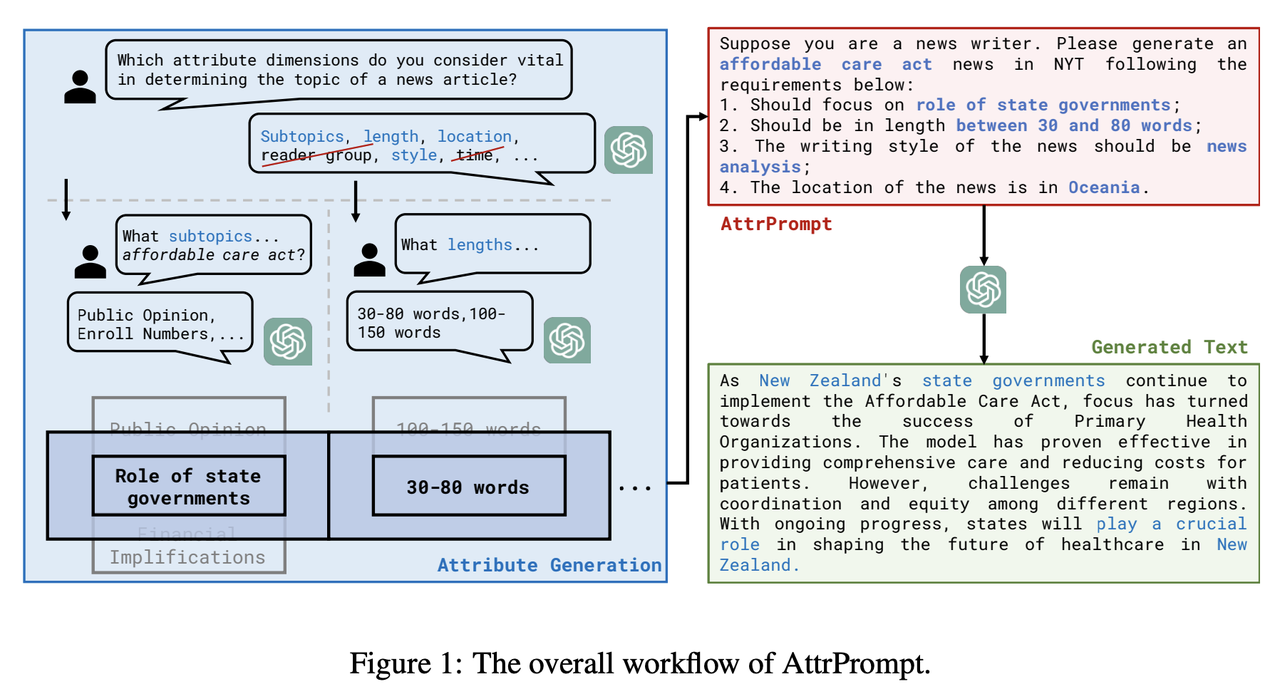 Which attribute dimensions do you consider vital
in determining the topic of a news article?
Subtopics, length, location,
reader group, style, time, ...
What subtopics...
affordable care act?
Public Opinion,
Enroll Numbers,...
What lengths...
30-80 words,100-
150 words
Public Opinion
Role of state
governments
Financial
Implifications
100-150 words
30-80 words
...
Attribute Generation
Suppose you are a news writer. Please generate an
affordable care act news in NYT following the
requirements below:
1. Should focus on role of state governments;
2. Should be in length between 30 and 80 words;
3. The writing style of the news should be news
analysis;
4. The location of the news is in Oceania.
AttrPrompt
Generated Text
As New Zealand's state governments continue to
implement the Affordable Care Act, focus has turned
towards the success of Primary Health
Organizations. The model has proven effective in
providing comprehensive care and reducing costs for
patients. However, challenges remain with
coordination and equity among different regions.
With ongoing progress, states will play a crucial
role in shaping the future of healthcare in New
Zealand.
Figure 1: The overall workflow of AttrPrompt.